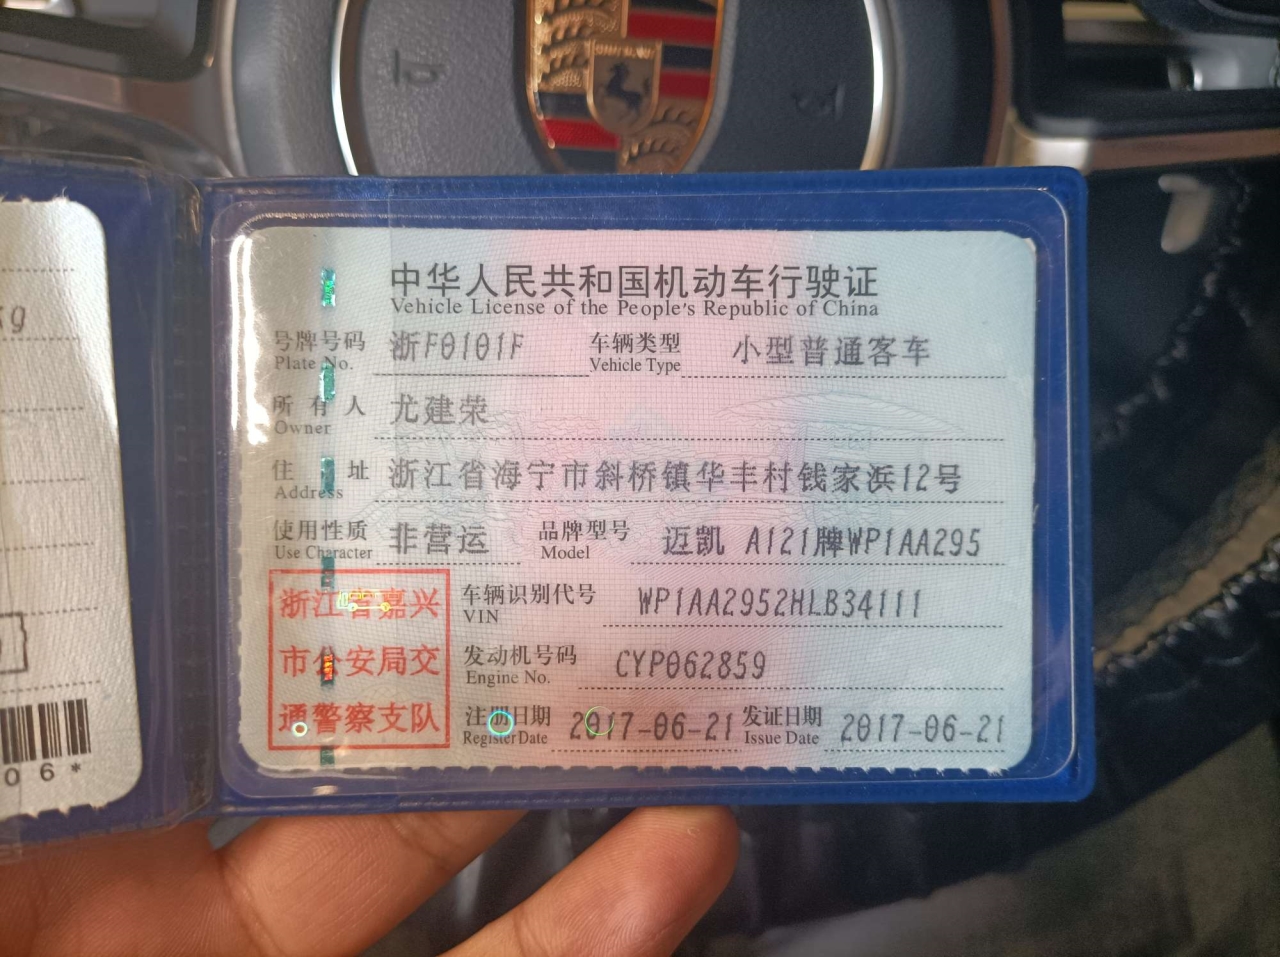 中华人民共和国机动车行驶证
Vehicle License of the People's Republic of China
号牌号码 浙F0101F 车辆类型 小型普通客车
Plate No. Vehicle Type
所有人 尤建荣
Owner
住址 浙江省海宁市斜桥镇华丰村钱家浜12号
Address
使用性质 非营运 品牌型号 迈凯 A121牌WP1AA295
Use Character Model
浙江省嘉兴
市公安局交
通警察支队
车辆识别代号 WP1AA2952HLB34111
VIN
发动机号码 CYP062859
Engine No.
注册日期 2017-06-21 发证日期 2017-06-21
Register Date Issue Date
06*